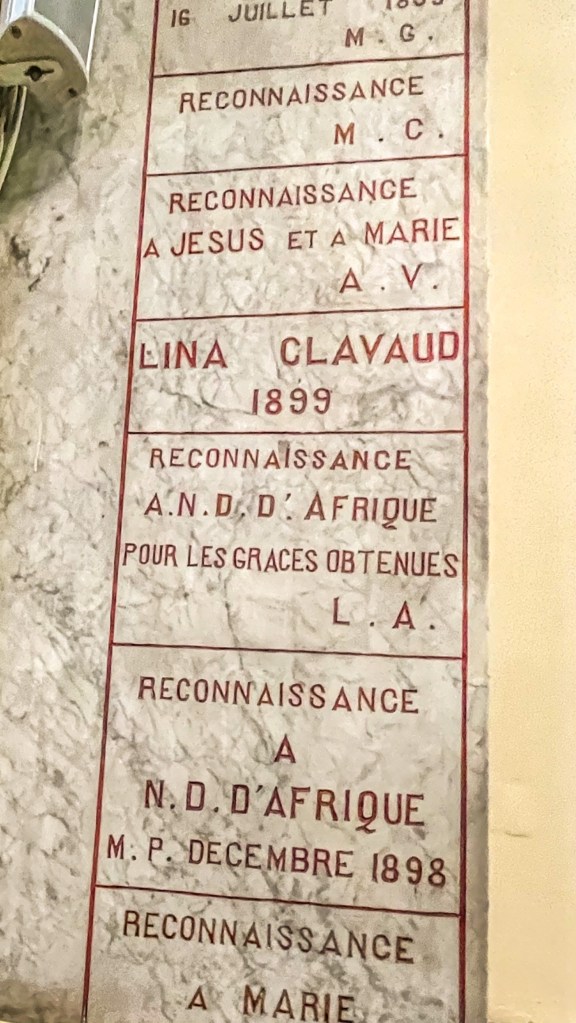 16 JUILLET
M. G.
RECONNAISSANCE
M. C.
RECONNAISSANCE
A JESUS ET A MARIE
A. V.
LINA CLAVAUD
1899
RECONNAISSANCE
A.N.D. D'. AFRIQUE
POUR LES GRACES OBTENUES
L. A.
RECONNAISSANCE
A
N.D. D'AFRIQUE
M. P. DECEMBRE 1898
RECONNAISSANCE
A MARIE